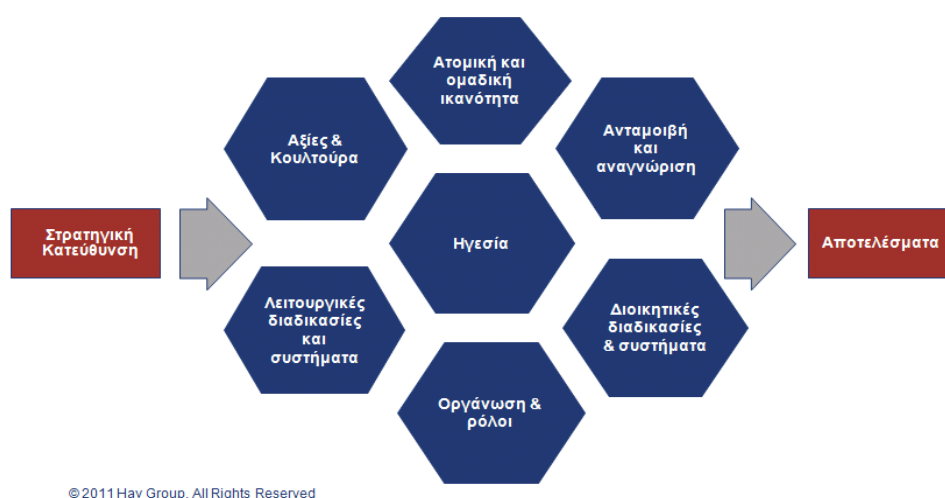 Ατομική και
ομαδική
ικανότητα
Αξίες &
Κουλτούρα
Ανταμοιβή
και
αναγνώριση
Στρατηγική
Κατεύθυνση
Ηγεσία
Αποτελέσματα
Λειτουργικές
διαδικασίες
και
συστήματα
Διοικητικές
διαδικασίες
& συστήματα
Οργάνωση &
ρόλοι
©2011 Hay Group. All Rights Reserved